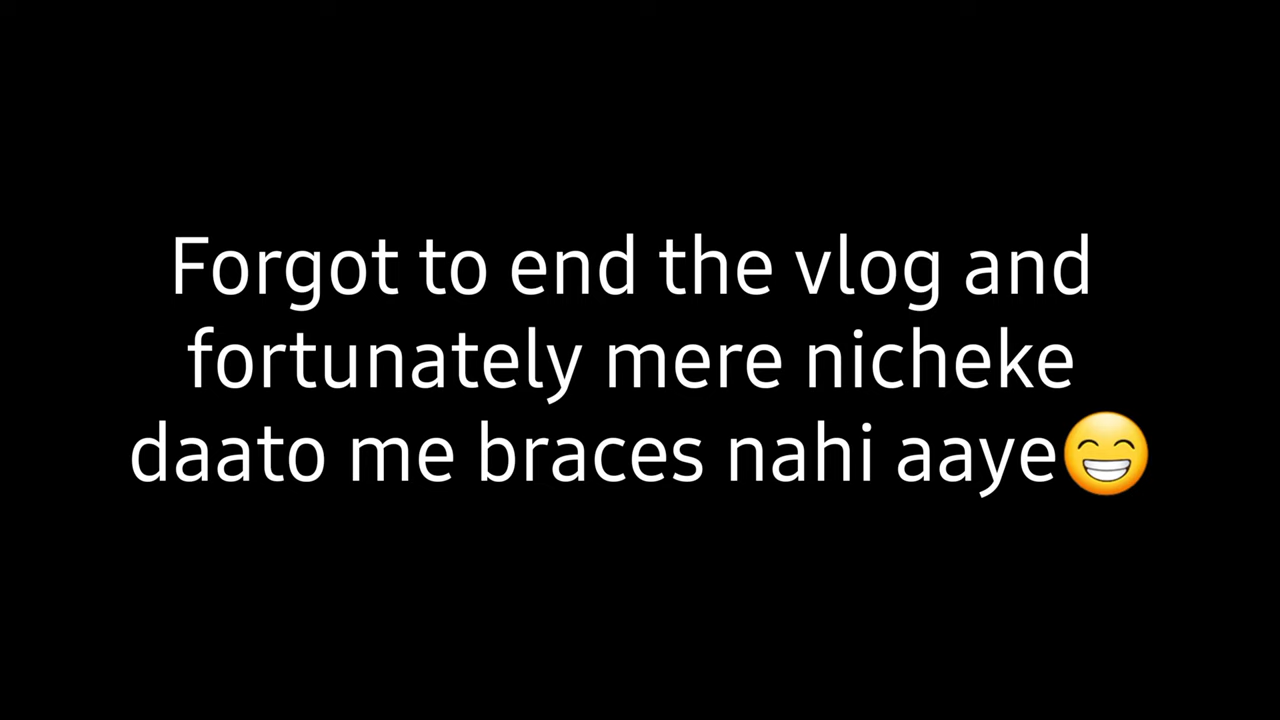 Forgot to end the vlog and
fortunately mere nicheke
daato me braces nahi aaye😁